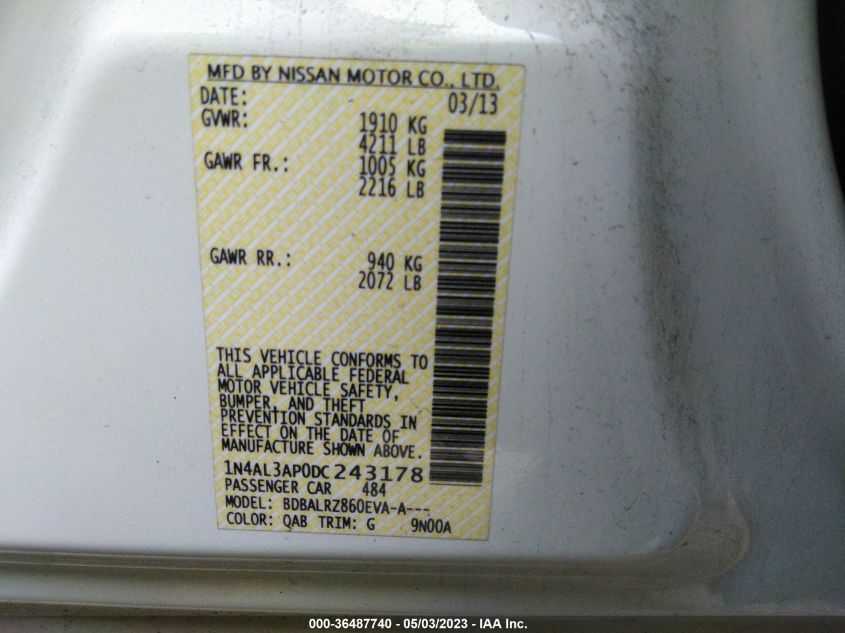 MFD BY NISSAN MOTOR CO., LTD.
DATE: 03/13
GVWR: 1910 KG
4211 LB
GAWR FR.: 1005 KG
2216 LB
GAWR RR.: 940 KG
2072 LB
THIS VEHICLE CONFORMS TO
ALL APPLICABLE FEDERAL
MOTOR VEHICLE SAFETY,
BUMPER, AND THEFT
PREVENTION STANDARDS IN
EFFECT ON THE DATE OF
MANUFACTURE SHOWN ABOVE.
1N4AL3AP0DC243178
PASSENGER CAR 484
MODEL: BDBALRZ860EVA-A---
COLOR: QAB TRIM: G 9N00A
000-36487740 - 05/03/2023 - IAA Inc.